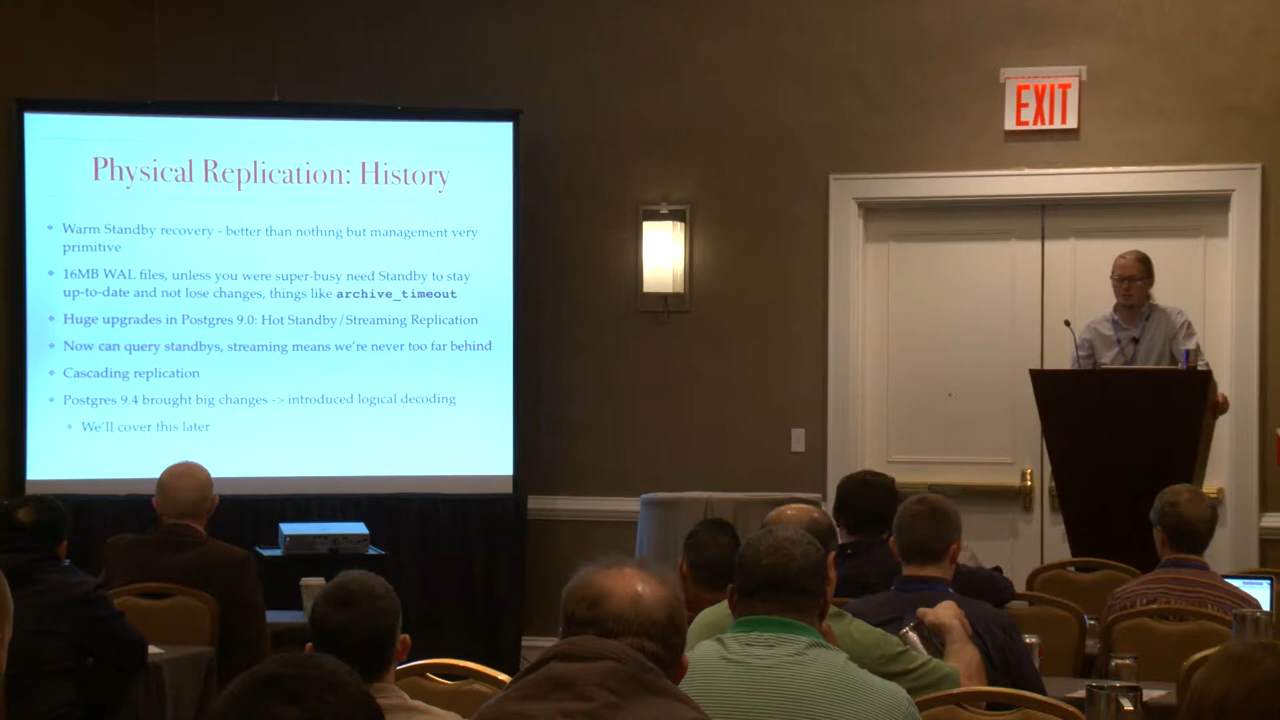 Physical Replication: History
Warm Standby recovery - better than nothing but management very
primitive
16MB WAL files, unless you were super-busy need Standby to stay
up-to-date and not lose changes, things like archive_timeout
Huge upgrades in Postgres 9.0: Hot Standby/Streaming Replication
Now can query standbys, streaming means we're never too far behind
Cascading replication
Postgres 9.4 brought big changes -> introduced logical decoding
We'll cover this later
EXIT